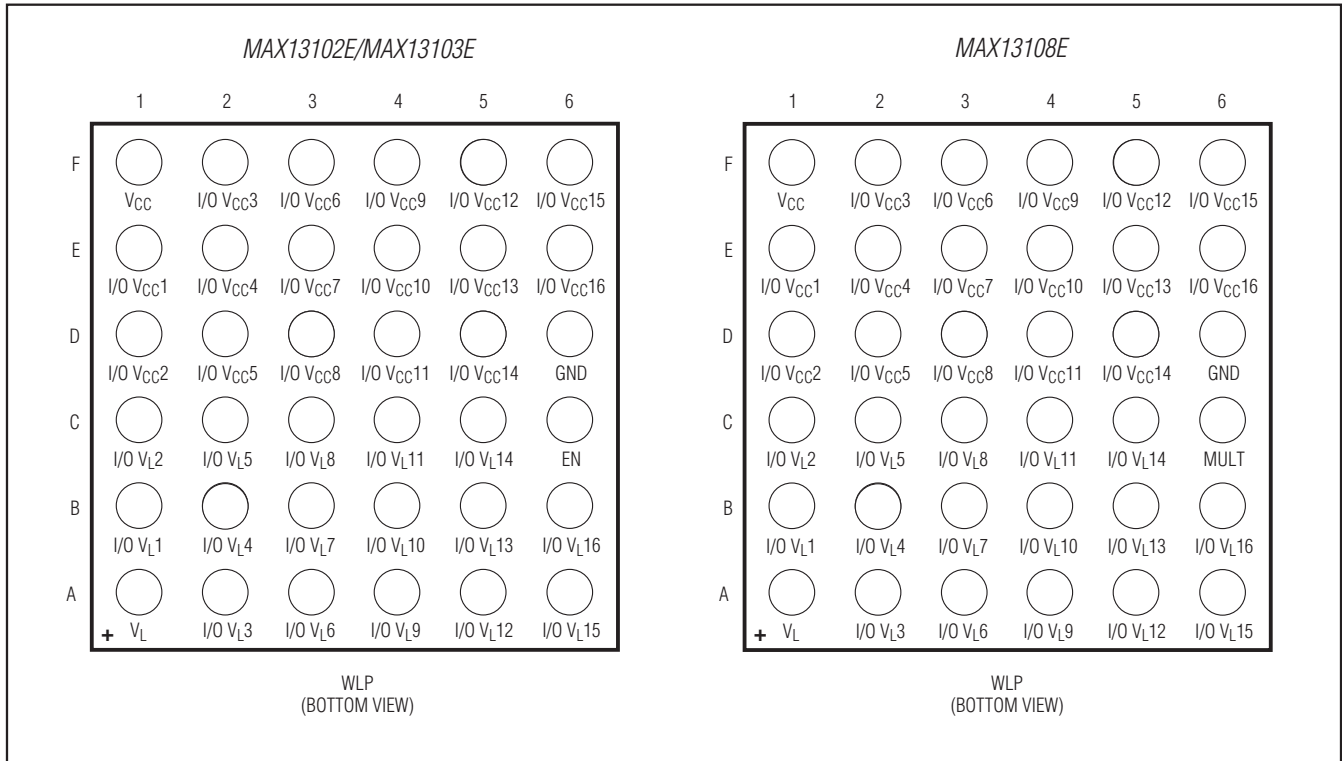 MAX13102E/MAX13103E
1 2 3 4 5 6
F
VCC I/O VCC3 I/O VCC6 I/O VCC9 I/O VCC12 I/O VCC15
E
I/O VCC1 I/O VCC4 I/O VCC7 I/O VCC10 I/O VCC13 I/O VCC16
D
I/O VCC2 I/O VCC5 I/O VCC8 I/O VCC11 I/O VCC14 GND
C
I/O VL2 I/O VL5 I/O VL8 I/O VL11 I/O VL14 EN
B
I/O VL1 I/O VL4 I/O VL7 I/O VL10 I/O VL13 I/O VL16
A
+ VL I/O VL3 I/O VL6 I/O VL9 I/O VL12 I/O VL15
WLP
(BOTTOM VIEW)
MAX13108E
1 2 3 4 5 6
F
VCC I/O VCC3 I/O VCC6 I/O VCC9 I/O VCC12 I/O VCC15
E
I/O VCC1 I/O VCC4 I/O VCC7 I/O VCC10 I/O VCC13 I/O VCC16
D
I/O VCC2 I/O VCC5 I/O VCC8 I/O VCC11 I/O VCC14 GND
C
I/O VL2 I/O VL5 I/O VL8 I/O VL11 I/O VL14 MULT
B
I/O VL1 I/O VL4 I/O VL7 I/O VL10 I/O VL13 I/O VL16
A
+ VL I/O VL3 I/O VL6 I/O VL9 I/O VL12 I/O VL15
WLP
(BOTTOM VIEW)